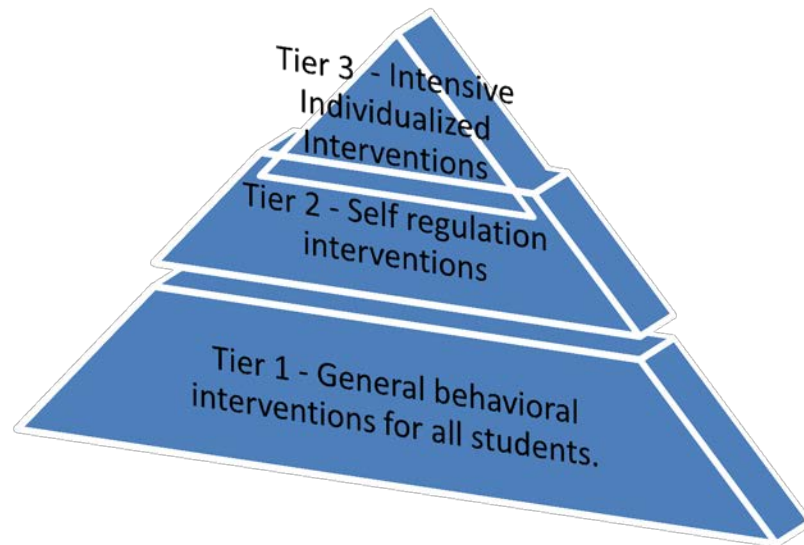 Tier 3 - Intensive
Individualized
Interventions
Tier 2 - Self regulation
interventions
Tier 1 - General behavioral
interventions for all students.